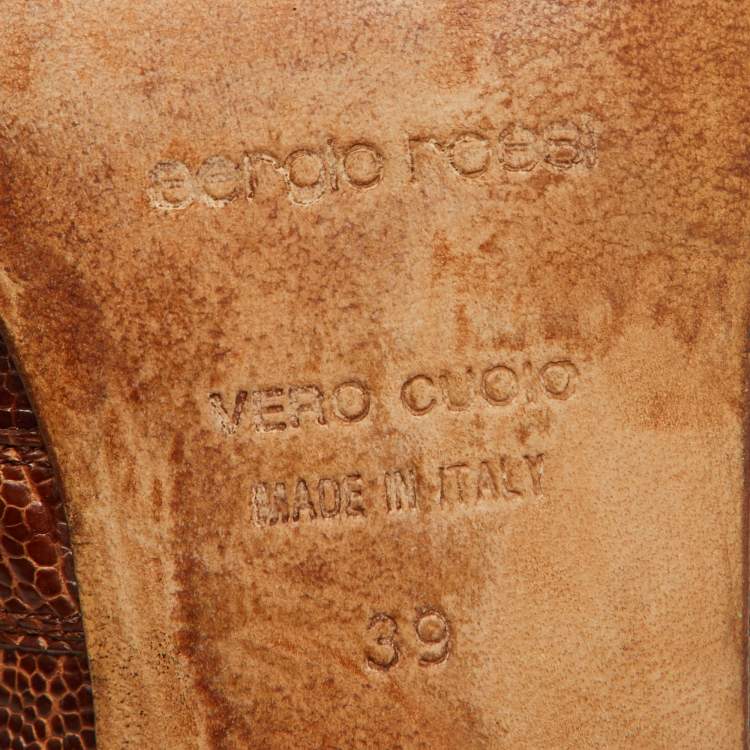 sergio rossi
VERO CUOIO
MADE IN ITALY
39